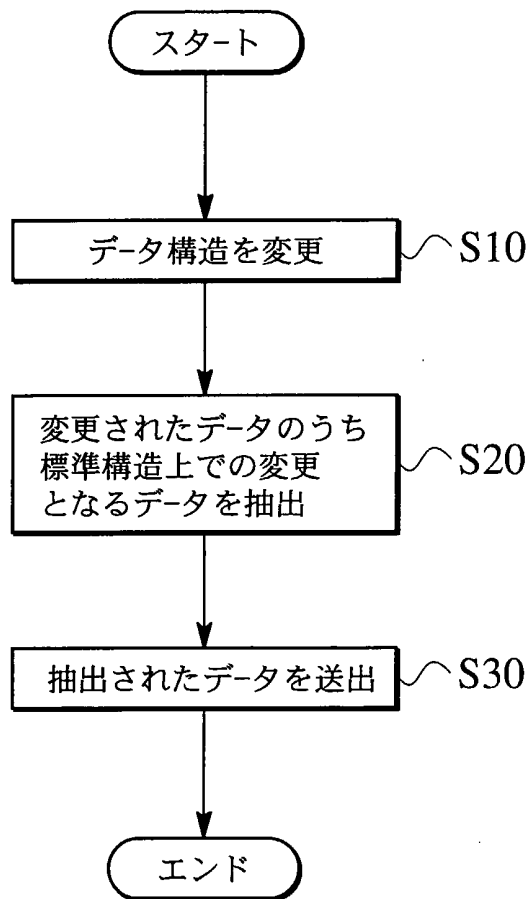 スタート
データ構造を変更
S10
変更されたデータのうち
標準構造上での変更
となるデータを抽出
S20
抽出されたデータを送出
S30
エンド